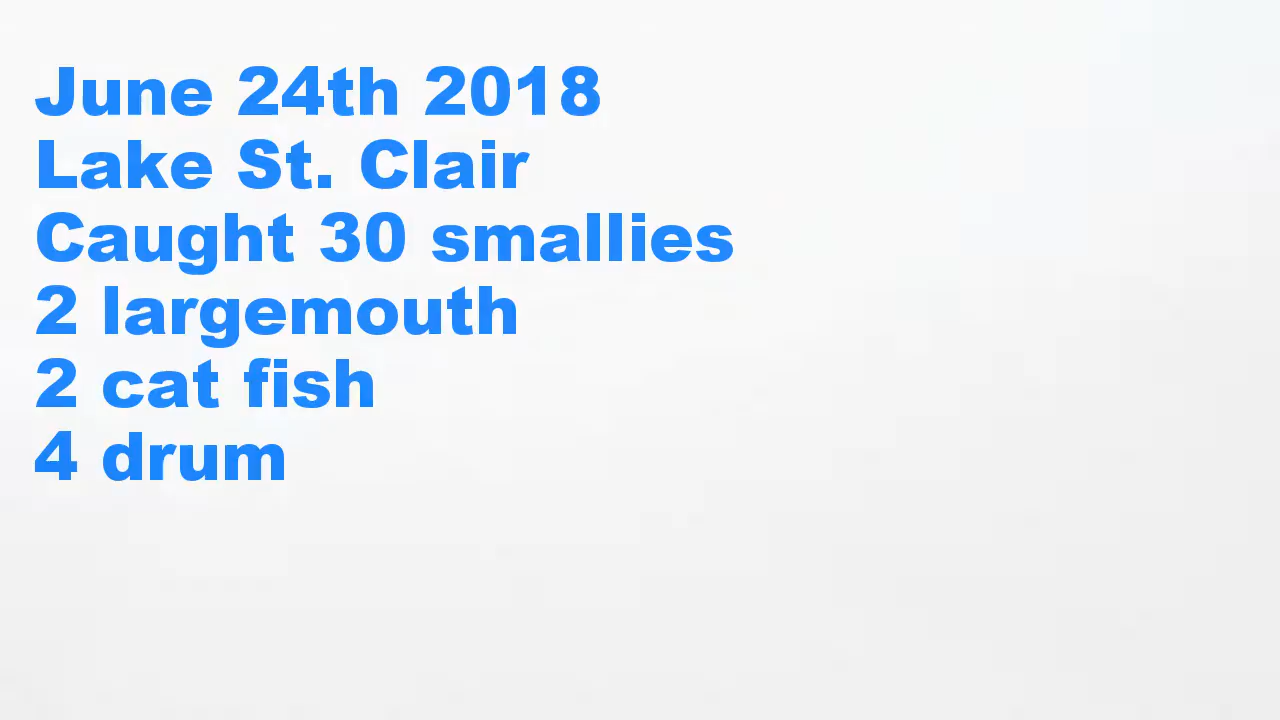 June 24th 2018
Lake St. Clair
Caught 30 smallies
2 largemouth
2 cat fish
4 drum